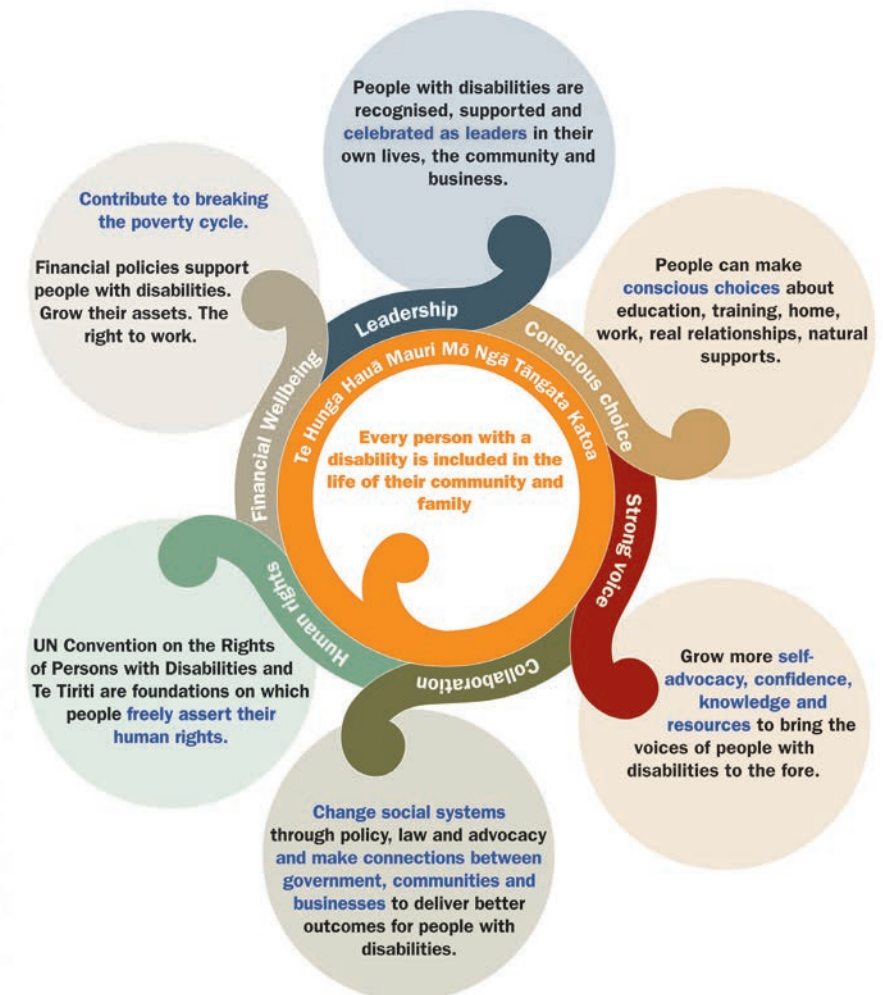 People with disabilities are
recognised, supported and
celebrated as leaders in their
own lives, the community and
business.
Leadership
People can make
conscious choices about
education, training, home,
work, real relationships, natural
supports.
Conscious choice
Grow more self-
advocacy, confidence,
knowledge and
resources to bring the
voices of people with
disabilities to the fore.
Strong voice
Change social systems
through policy, law and advocacy
and make connections between
government, communities and
businesses to deliver better
outcomes for people with
disabilities.
Collaboration
UN Convention on the Rights
of Persons with Disabilities and
Te Tiriti are foundations on which
people freely assert their
human rights.
Human rights
Contribute to breaking
the poverty cycle.
Financial policies support
people with disabilities.
Grow their assets. The
right to work.
Financial Wellbeing
Te Hunga Hauā Mauri Mō Ngā Tāngata Katoa
Every person with a
disability is included in the
life of their community and
family